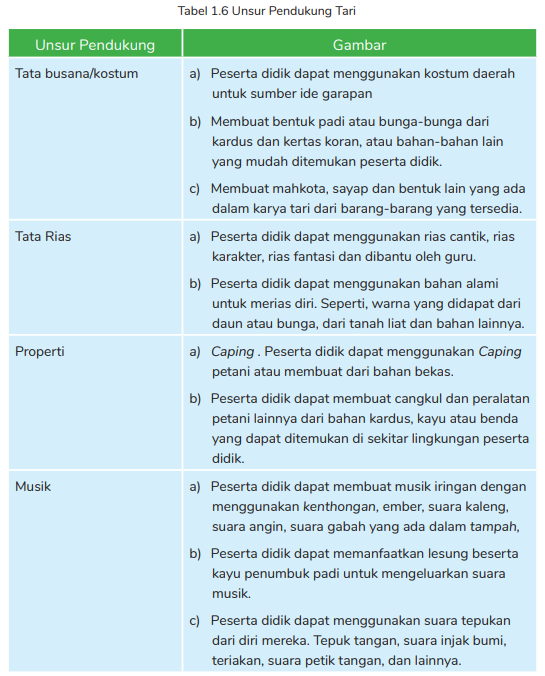 Tabel 1.6 Unsur Pendukung Tari
Unsur Pendukung
Gambar
Tata busana/kostum
a) Peserta didik dapat menggunakan kostum daerah
untuk sumber ide garapan
b) Membuat bentuk padi atau bunga-bunga dari
kardus dan kertas koran, atau bahan-bahan lain
yang mudah ditemukan peserta didik.
c) Membuat mahkota, sayap dan bentuk lain yang ada
dalam karya tari dari barang-barang yang tersedia.
Tata Rias
a) Peserta didik dapat menggunakan rias cantik, rias
karakter, rias fantasi dan dibantu oleh guru.
b) Peserta didik dapat menggunakan bahan alami
untuk merias diri. Seperti, warna yang didapat dari
daun atau bunga, dari tanah liat dan bahan lainnya.
Properti
a) Caping . Peserta didik dapat menggunakan Caping
petani atau membuat dari bahan bekas.
b) Peserta didik dapat membuat cangkul dan peralatan
petani lainnya dari bahan kardus, kayu atau benda
yang dapat ditemukan di sekitar lingkungan peserta
didik.
Musik
a) Peserta didik dapat membuat musik iringan dengan
menggunakan kenthongan, ember, suara kaleng,
suara angin, suara gabah yang ada dalam tampah,
b) Peserta didik dapat memanfaatkan lesung beserta
kayu penumbuk padi untuk mengeluarkan suara
musik.
c) Peserta didik dapat menggunakan suara tepukan
dari diri mereka. Tepuk tangan, suara injak bumi,
teriakan, suara petik tangan, dan lainnya.